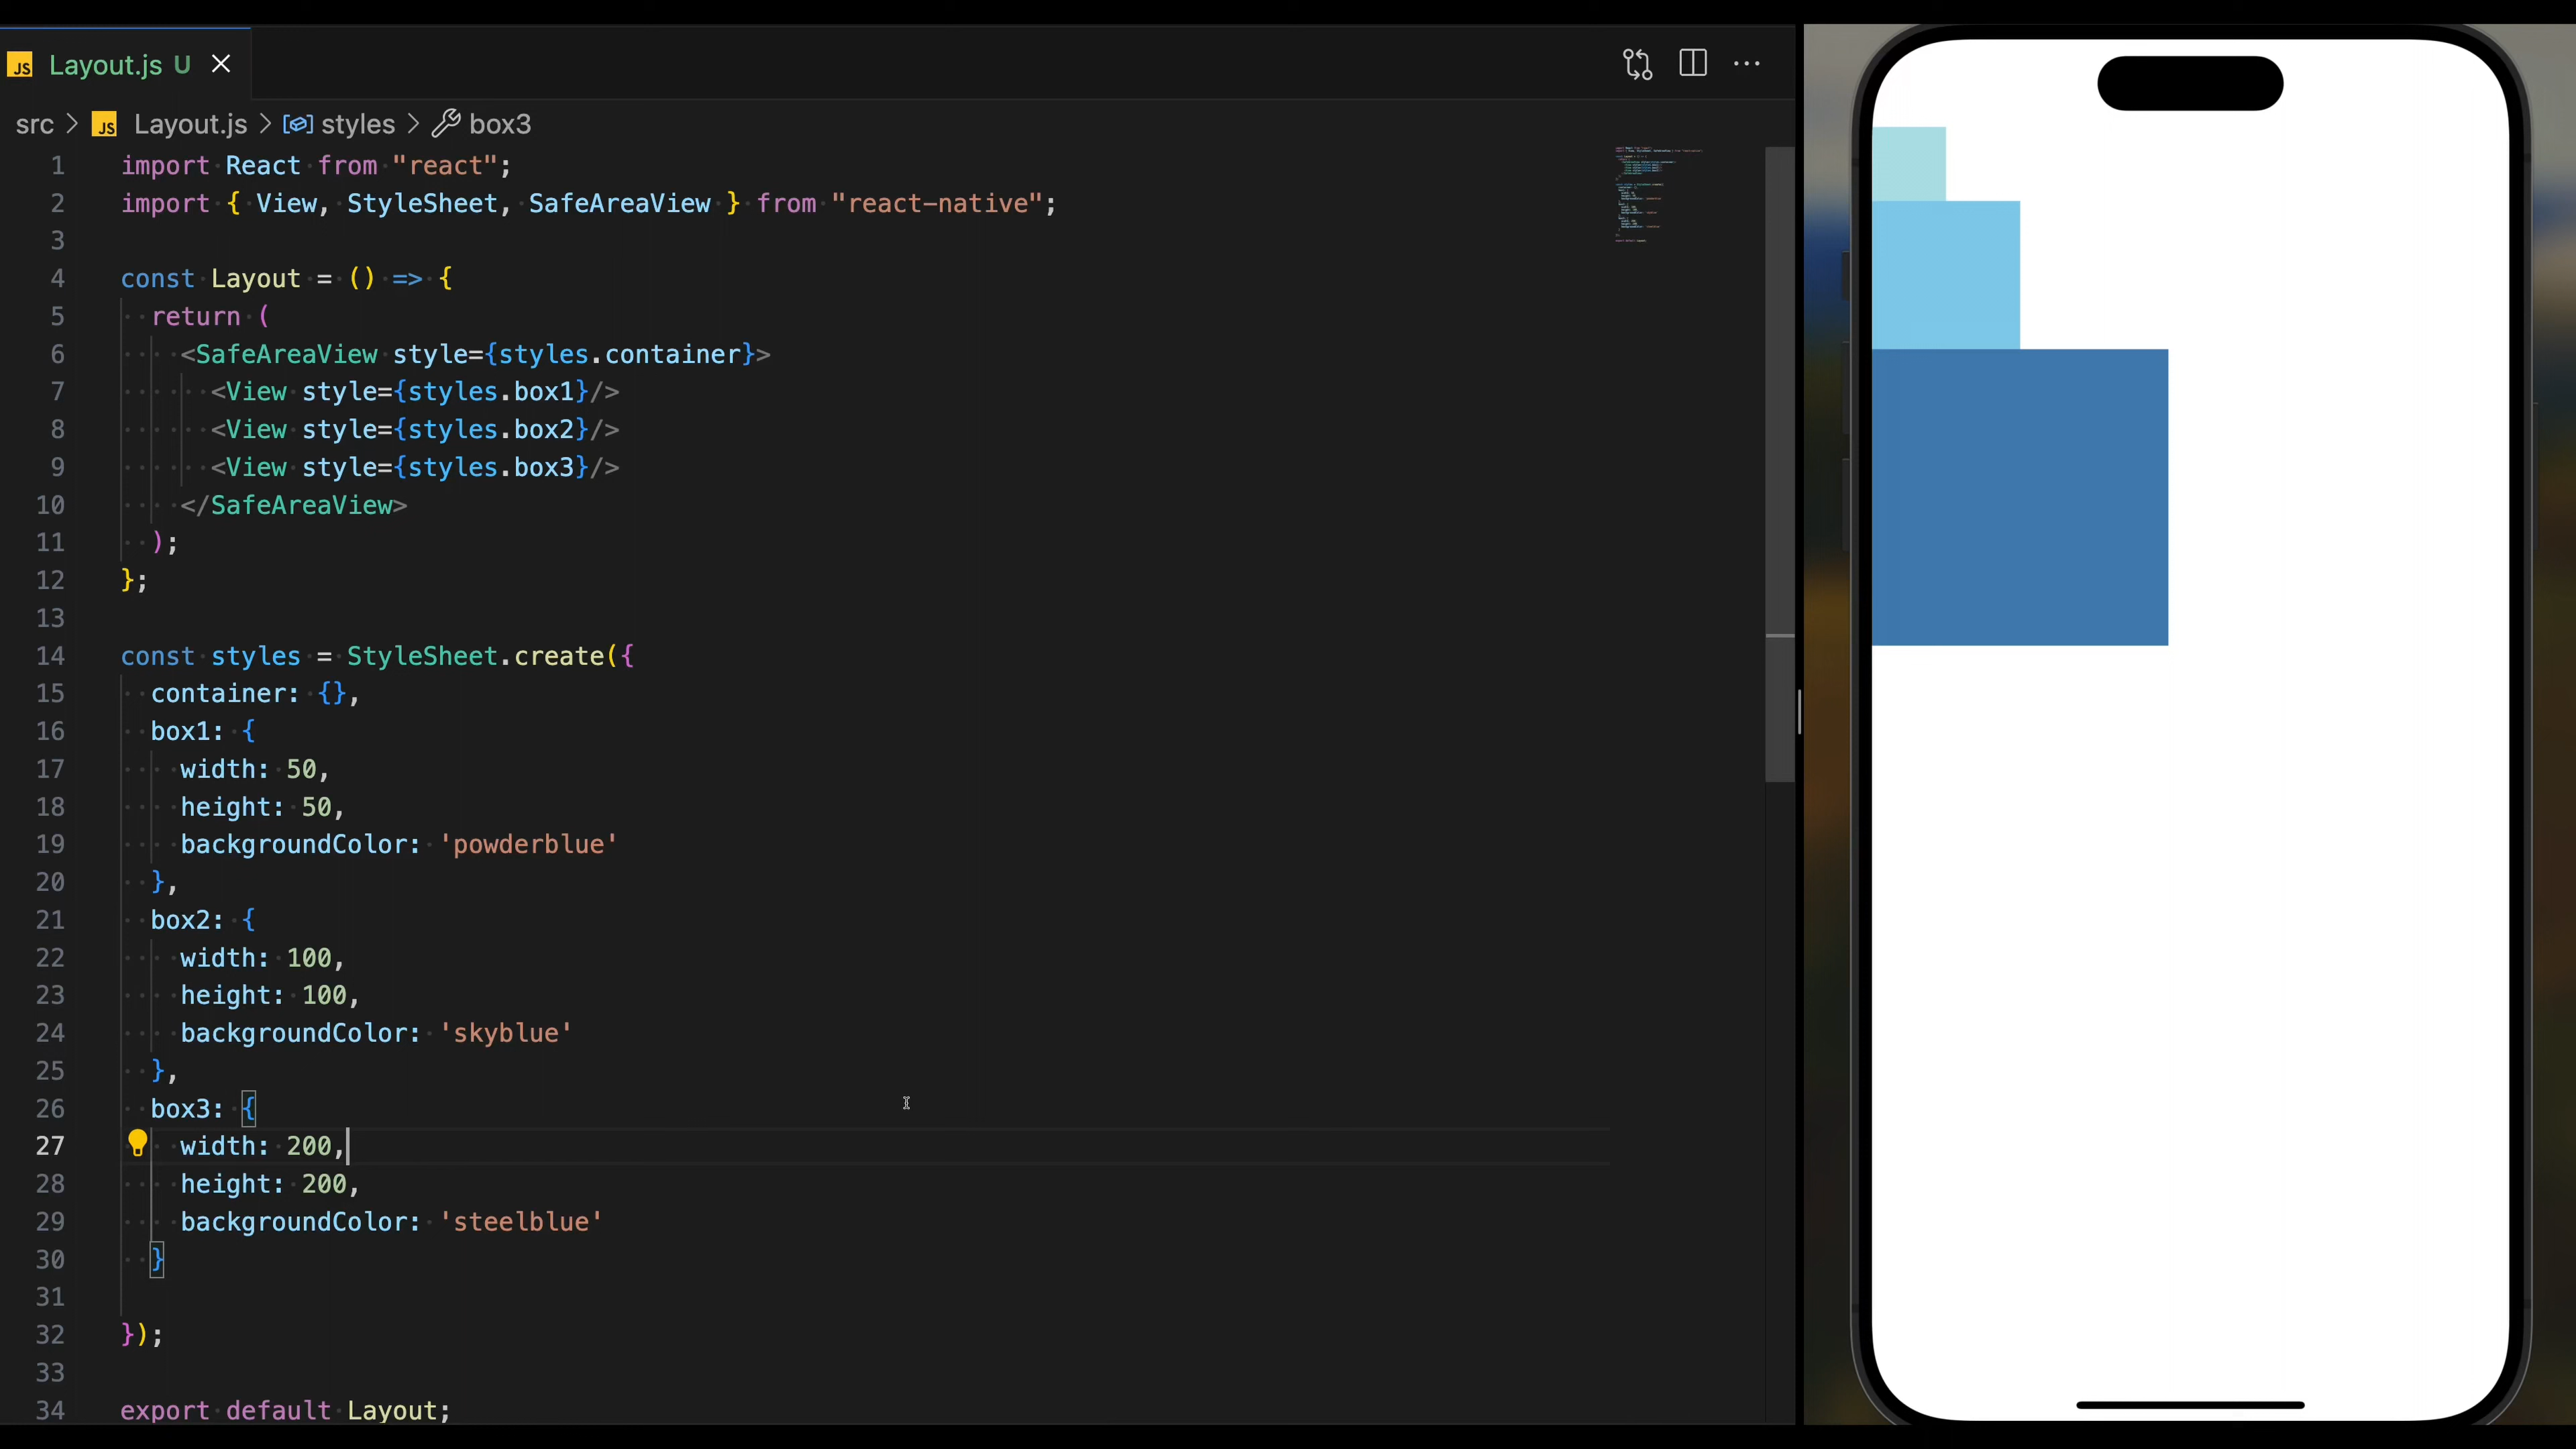 JS Layout.js U
src > JS Layout.js > styles > box3
1 import React from "react";
2 import { View, StyleSheet, SafeAreaView } from "react-native";
3
4 const Layout = () => {
5 return (
6 <SafeAreaView style={styles.container}>
7 <View style={styles.box1}/>
8 <View style={styles.box2}/>
9 <View style={styles.box3}/>
10 </SafeAreaView>
11 );
12 };
13
14 const styles = StyleSheet.create({
15 container: {},
16 box1: {
17 width: 50,
18 height: 50,
19 backgroundColor: 'powderblue'
20 },
21 box2: {
22 width: 100,
23 height: 100,
24 backgroundColor: 'skyblue'
25 },
26 box3: {
27 width: 200,
28 height: 200,
29 backgroundColor: 'steelblue'
30 }
31
32 });
33
34 export default Layout;